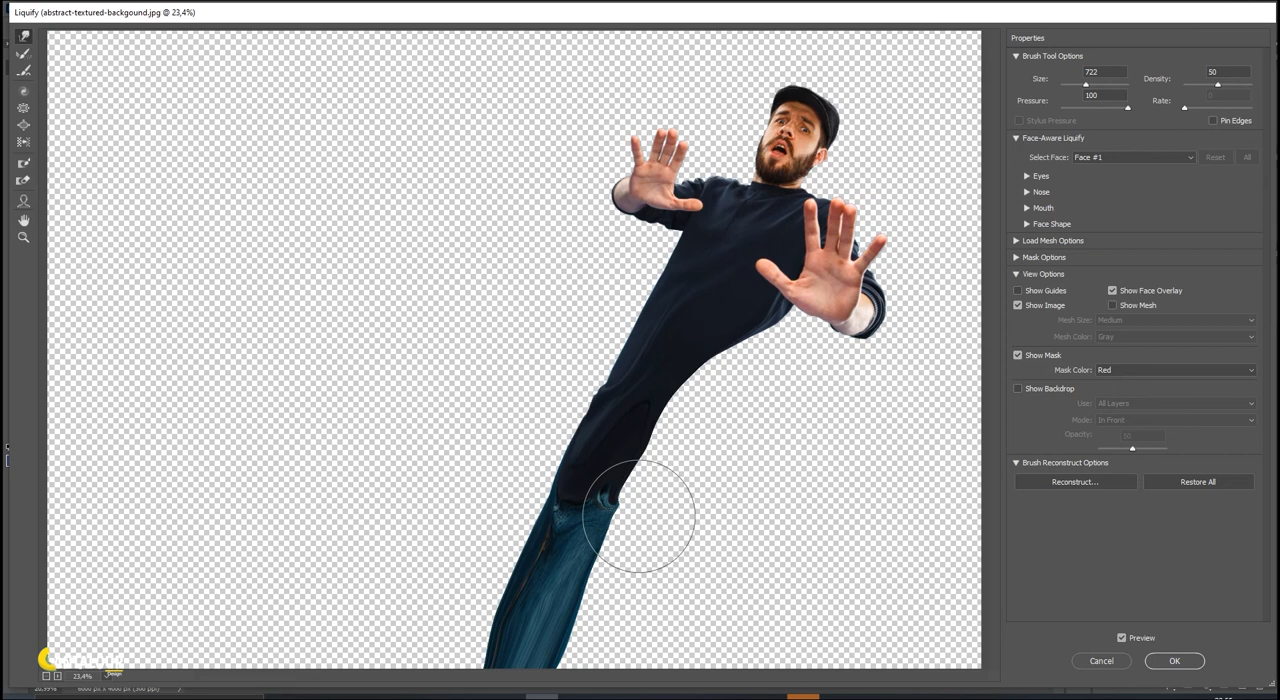 Liquify (abstract-textured-backgound.jpg @ 23,4%)
Properties
Brush Tool Options
Size: 722 Density: 50
Pressure: 100 Rate:
Stylus Pressure Pin Edges
Face-Aware Liquify
Select Face: Face #1 Reset All
Eyes
Nose
Mouth
Face Shape
Load Mesh Options
Mask Options
View Options
Show Guides Show Face Overlay
Show Image Show Mesh
Mesh Size: Medium
Mesh Color: Gray
Show Mask
Mask Color: Red
Show Backdrop
Use: All Layers
Mode: In Front
Opacity: 50
Brush Reconstruct Options
Reconstruct... Restore All
Preview
Cancel OK
23,4%